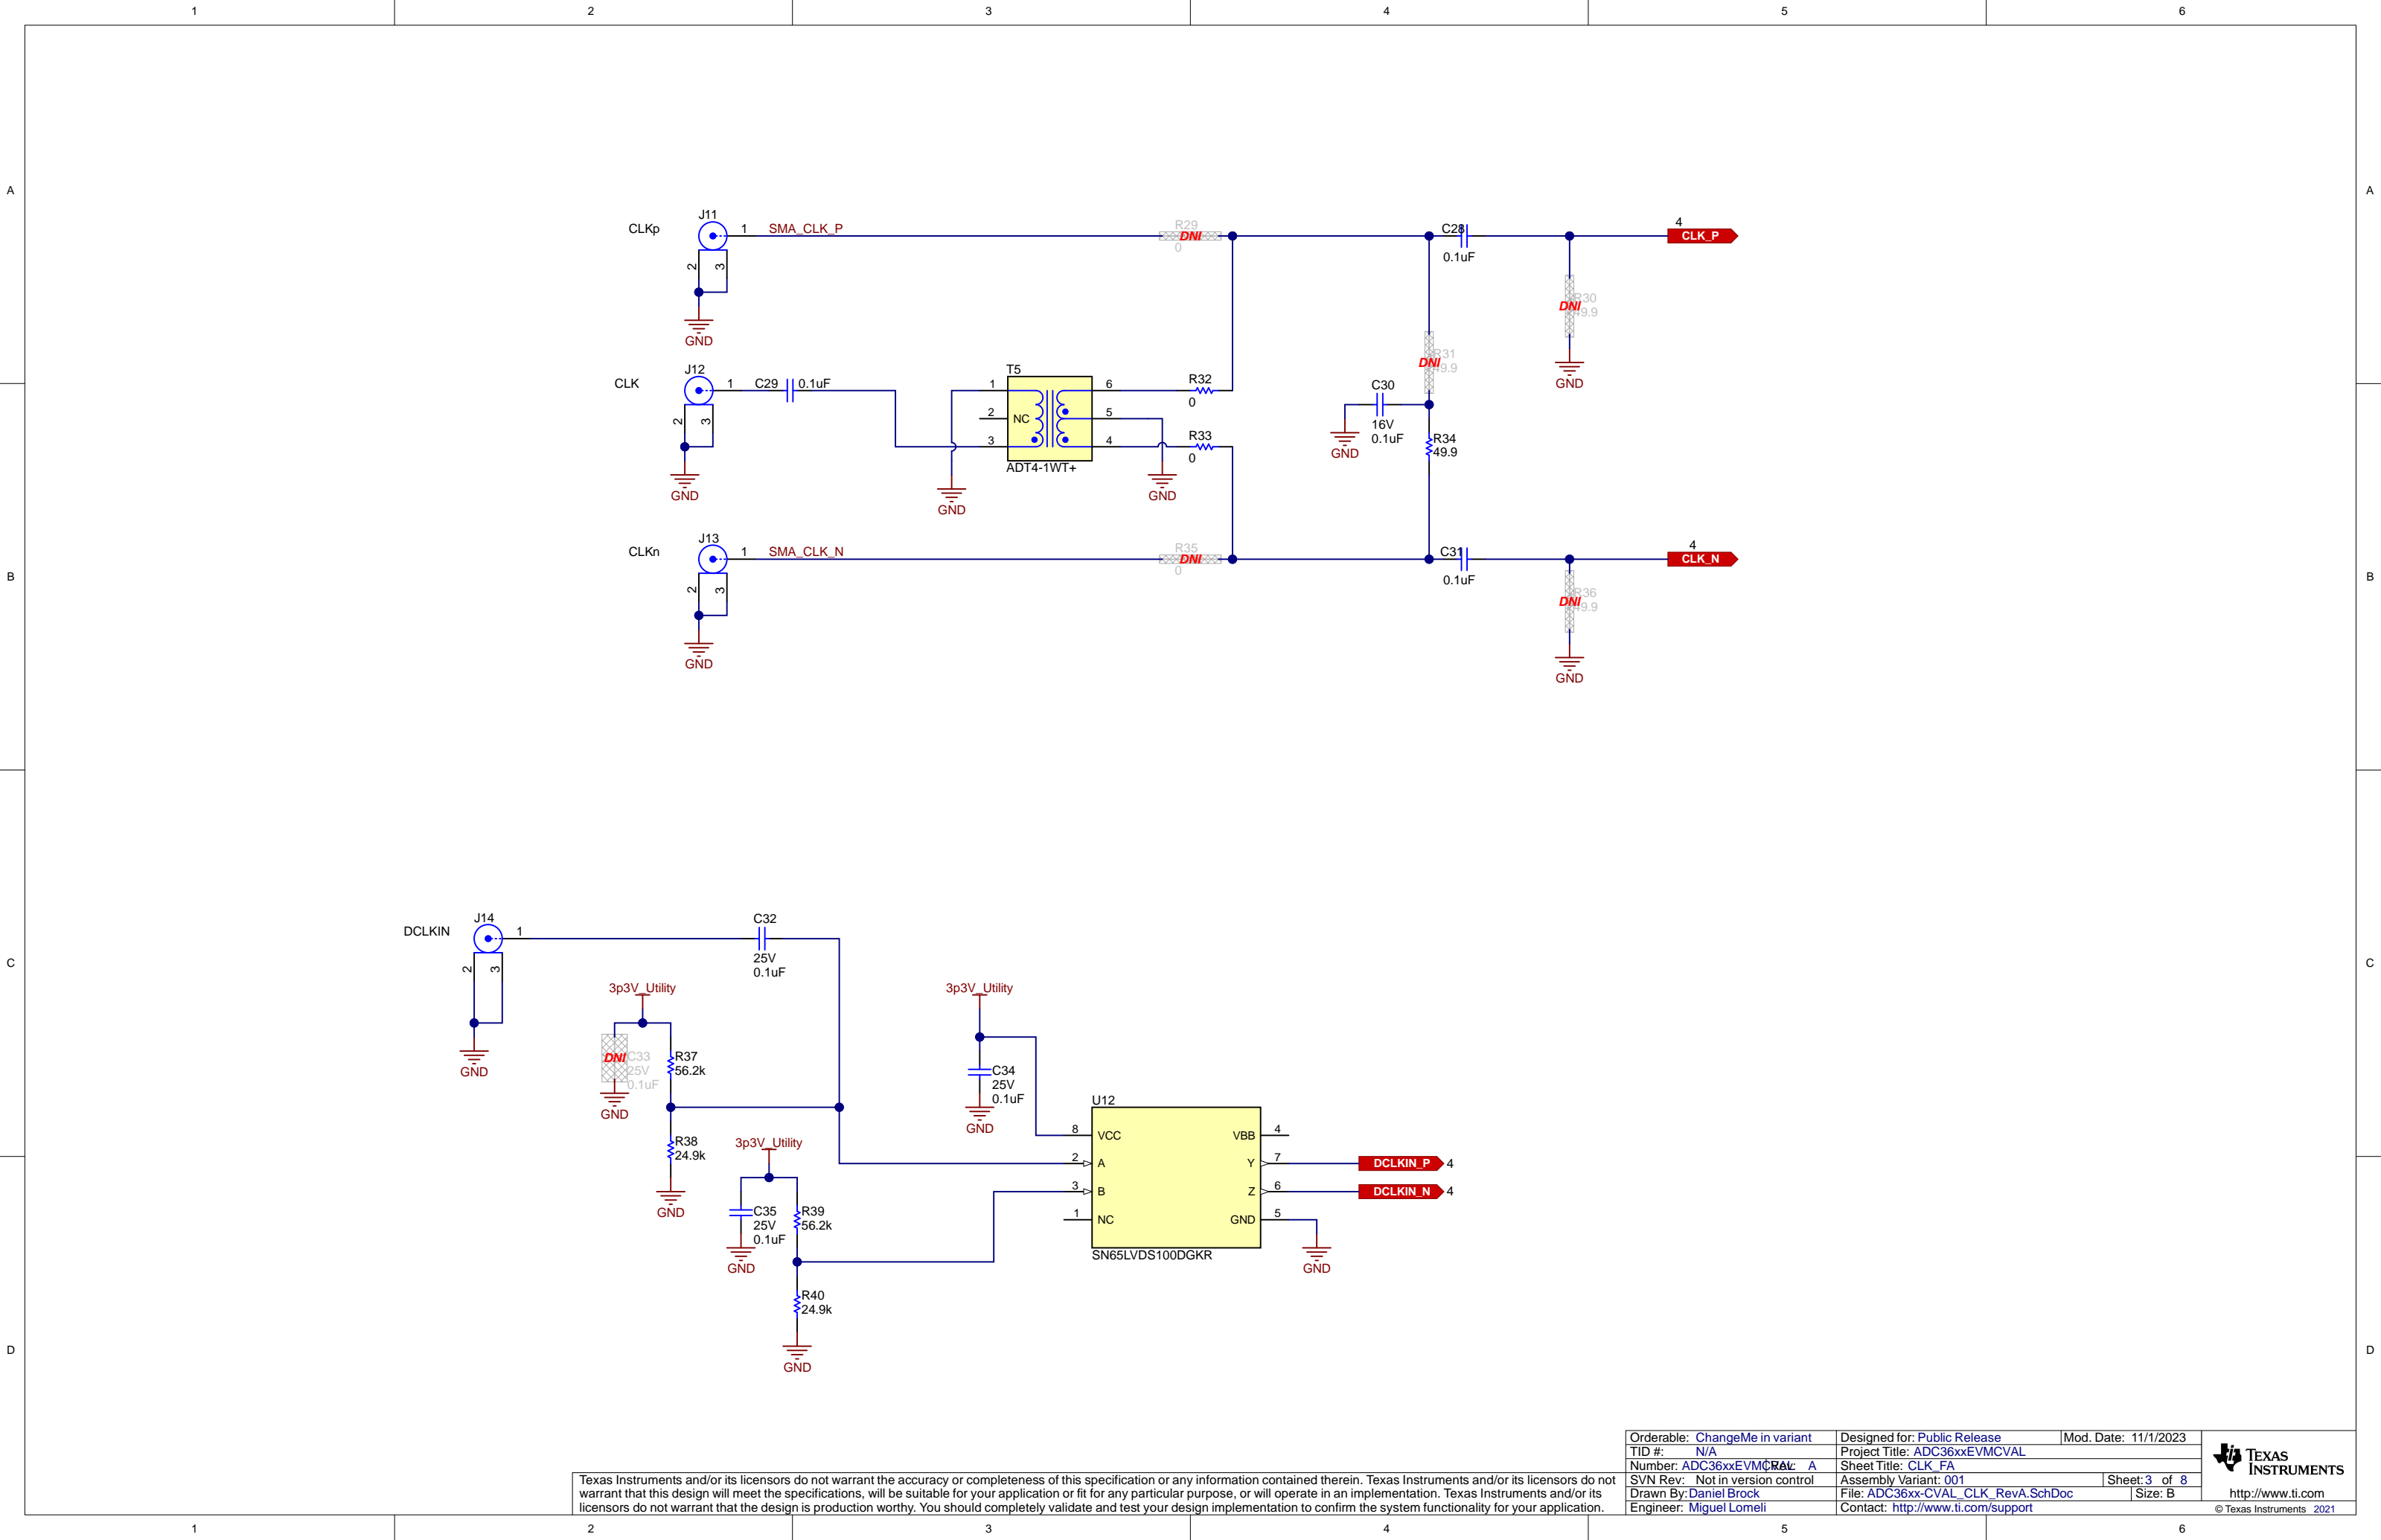 1 2 3 4 5 6
A A
J11
CLKp 1 SMA_CLK_P
2 3
GND
R29
DNI
0
C28
0.1uF
4
CLK_P
R30
DNI
49.9
GND
R31
DNI
49.9
J12
CLK 1 C29 0.1uF
2 3
GND
T5
1 6
2 NC 5
3 4
ADT4-1WT+
GND
GND
R32
0
R33
0
C30
16V
0.1uF
GND
R34
49.9
J13
CLKn 1 SMA_CLK_N
2 3
GND
R35
DNI
0
C31
0.1uF
4
CLK_N
B B
R36
DNI
49.9
GND
J14
DCLKIN 1
2 3
GND
C32
25V
0.1uF
C C
3p3V_Utility
DNI C33
25V
0.1uF
GND
R37
56.2k
R38
24.9k
GND
3p3V_Utility
C34
25V
0.1uF
GND
3p3V_Utility
C35
25V
0.1uF
GND
R39
56.2k
R40
24.9k
GND
U12
8 VCC VBB 4
2 A Y 7
3 B Z 6
1 NC GND 5
SN65LVDS100DGKR
DCLKIN_P 4
DCLKIN_N 4
GND
D D
Texas Instruments and/or its licensors do not warrant the accuracy or completeness of this specification or any information contained therein. Texas Instruments and/or its licensors do not
warrant that this design will meet the specifications, will be suitable for your application or fit for any particular purpose, or will operate in an implementation. Texas Instruments and/or its
licensors do not warrant that the design is production worthy. You should completely validate and test your design implementation to confirm the system functionality for your application.
Orderable: ChangeMe in variant Designed for: Public Release Mod. Date: 11/1/2023
TID #: N/A Project Title: ADC36xxEVMCVAL
Number: ADC36xxEVMCVAL Rev: A Sheet Title: CLK_FA
SVN Rev: Not in version control Assembly Variant: 001 Sheet: 3 of 8
Drawn By: Daniel Brock File: ADC36xx-CVAL_CLK_RevA.SchDoc Size: B
Engineer: Miguel Lomeli Contact: http://www.ti.com/support
TEXAS
INSTRUMENTS
http://www.ti.com
© Texas Instruments 2021
1 2 3 4 5 6